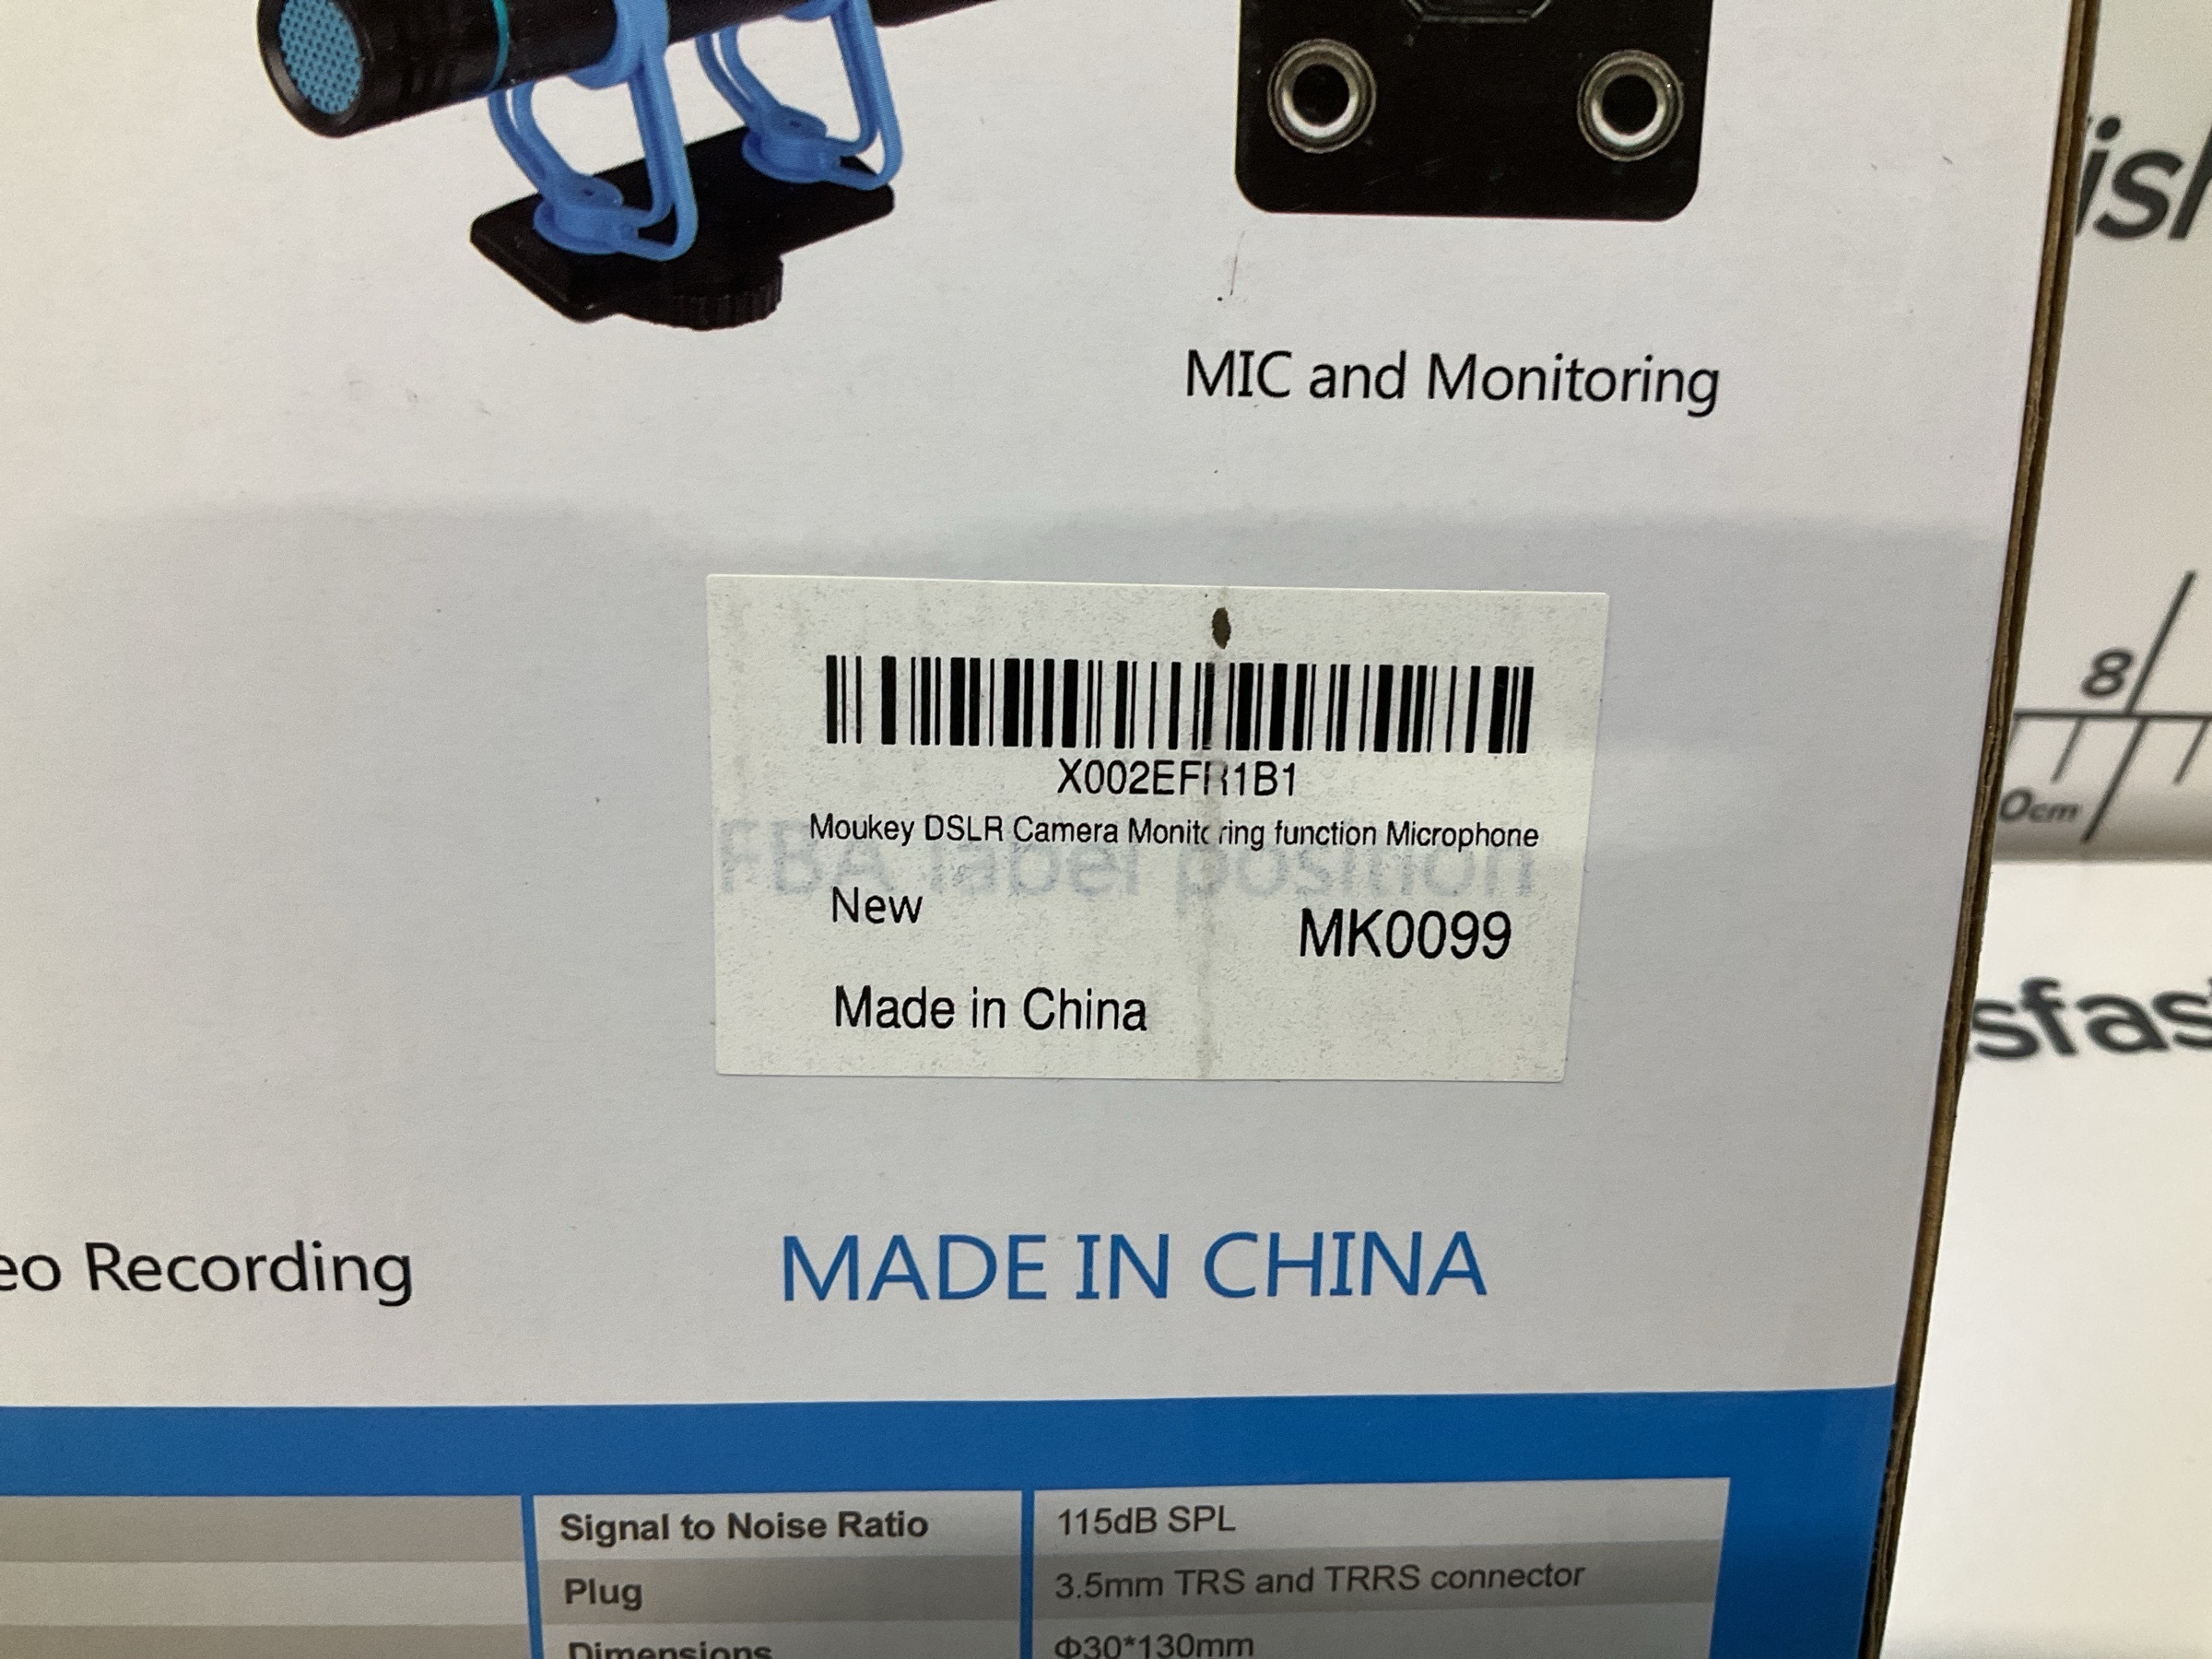 MIC and Monitoring
X002EFR1B1
Moukey DSLR Camera Monitoring function Microphone
FBA label position
New
MK0099
Made in China
eo Recording
MADE IN CHINA
Signal to Noise Ratio 115dB SPL
Plug 3.5mm TRS and TRRS connector
Dimensions Φ30*130mm
ish
8
0cm
sfas